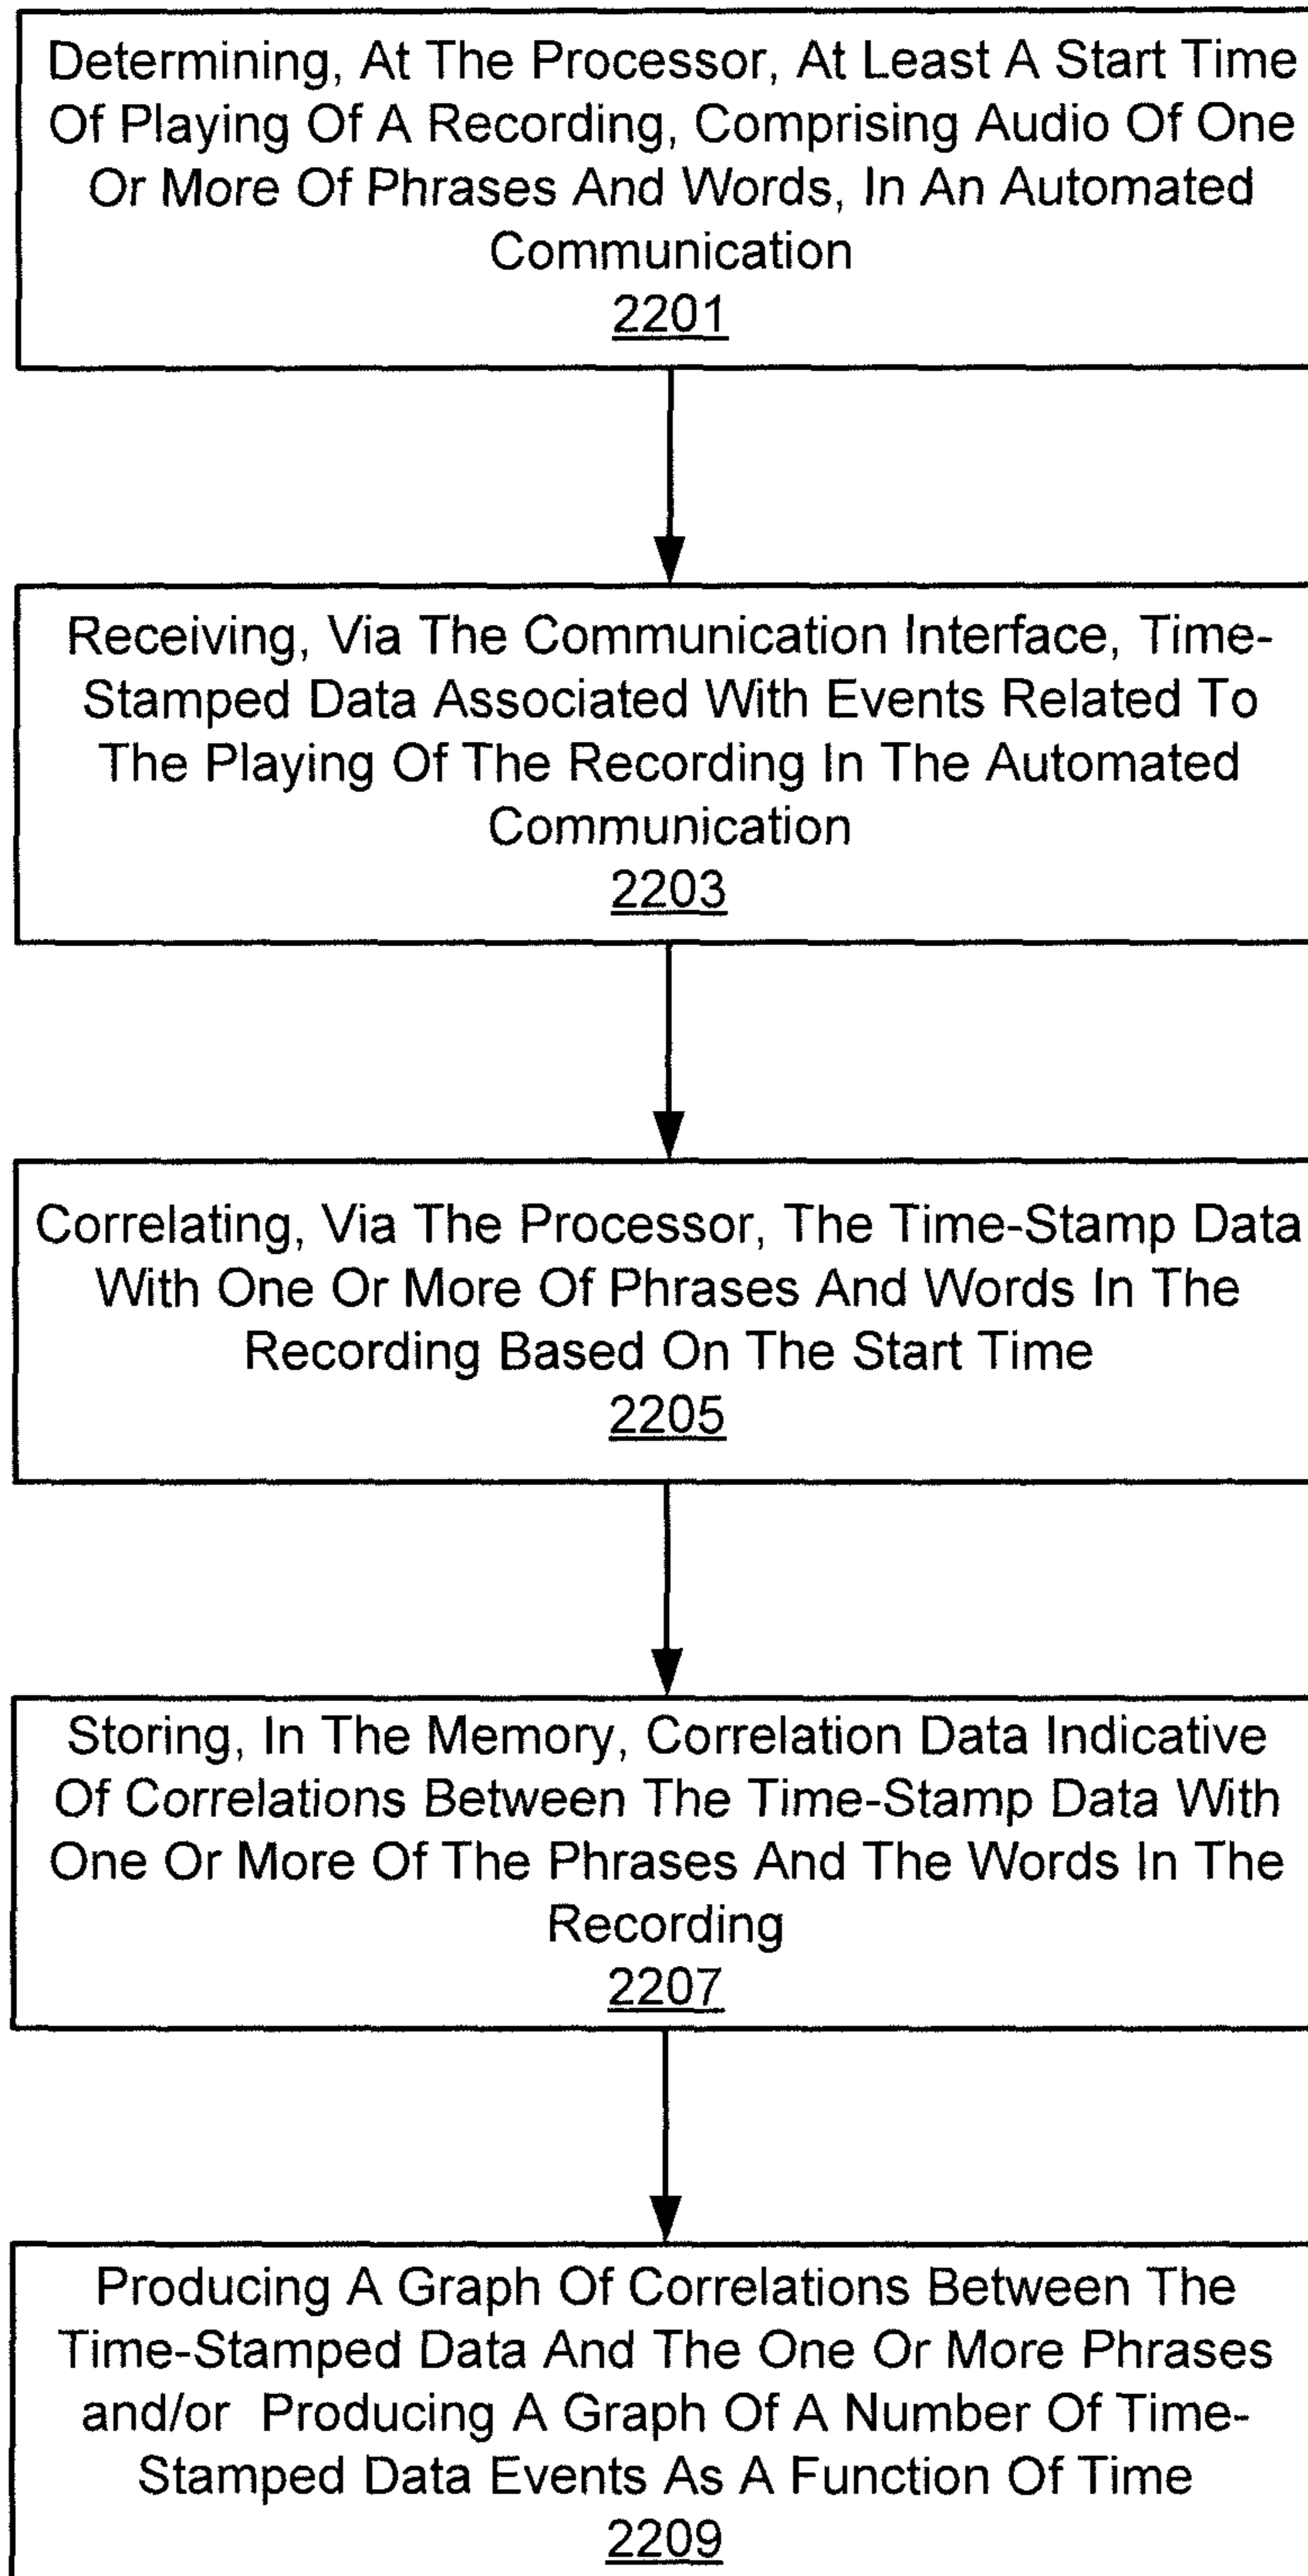 Determining, At The Processor, At Least A Start Time
Of Playing Of A Recording, Comprising Audio Of One
Or More Of Phrases And Words, In An Automated
Communication
2201
Receiving, Via The Communication Interface, Time-
Stamped Data Associated With Events Related To
The Playing Of The Recording In The Automated
Communication
2203
Correlating, Via The Processor, The Time-Stamp Data
With One Or More Of Phrases And Words In The
Recording Based On The Start Time
2205
Storing, In The Memory, Correlation Data Indicative
Of Correlations Between The Time-Stamp Data With
One Or More Of The Phrases And The Words In The
Recording
2207
Producing A Graph Of Correlations Between The
Time-Stamped Data And The One Or More Phrases
and/or Producing A Graph Of A Number Of Time-
Stamped Data Events As A Function Of Time
2209